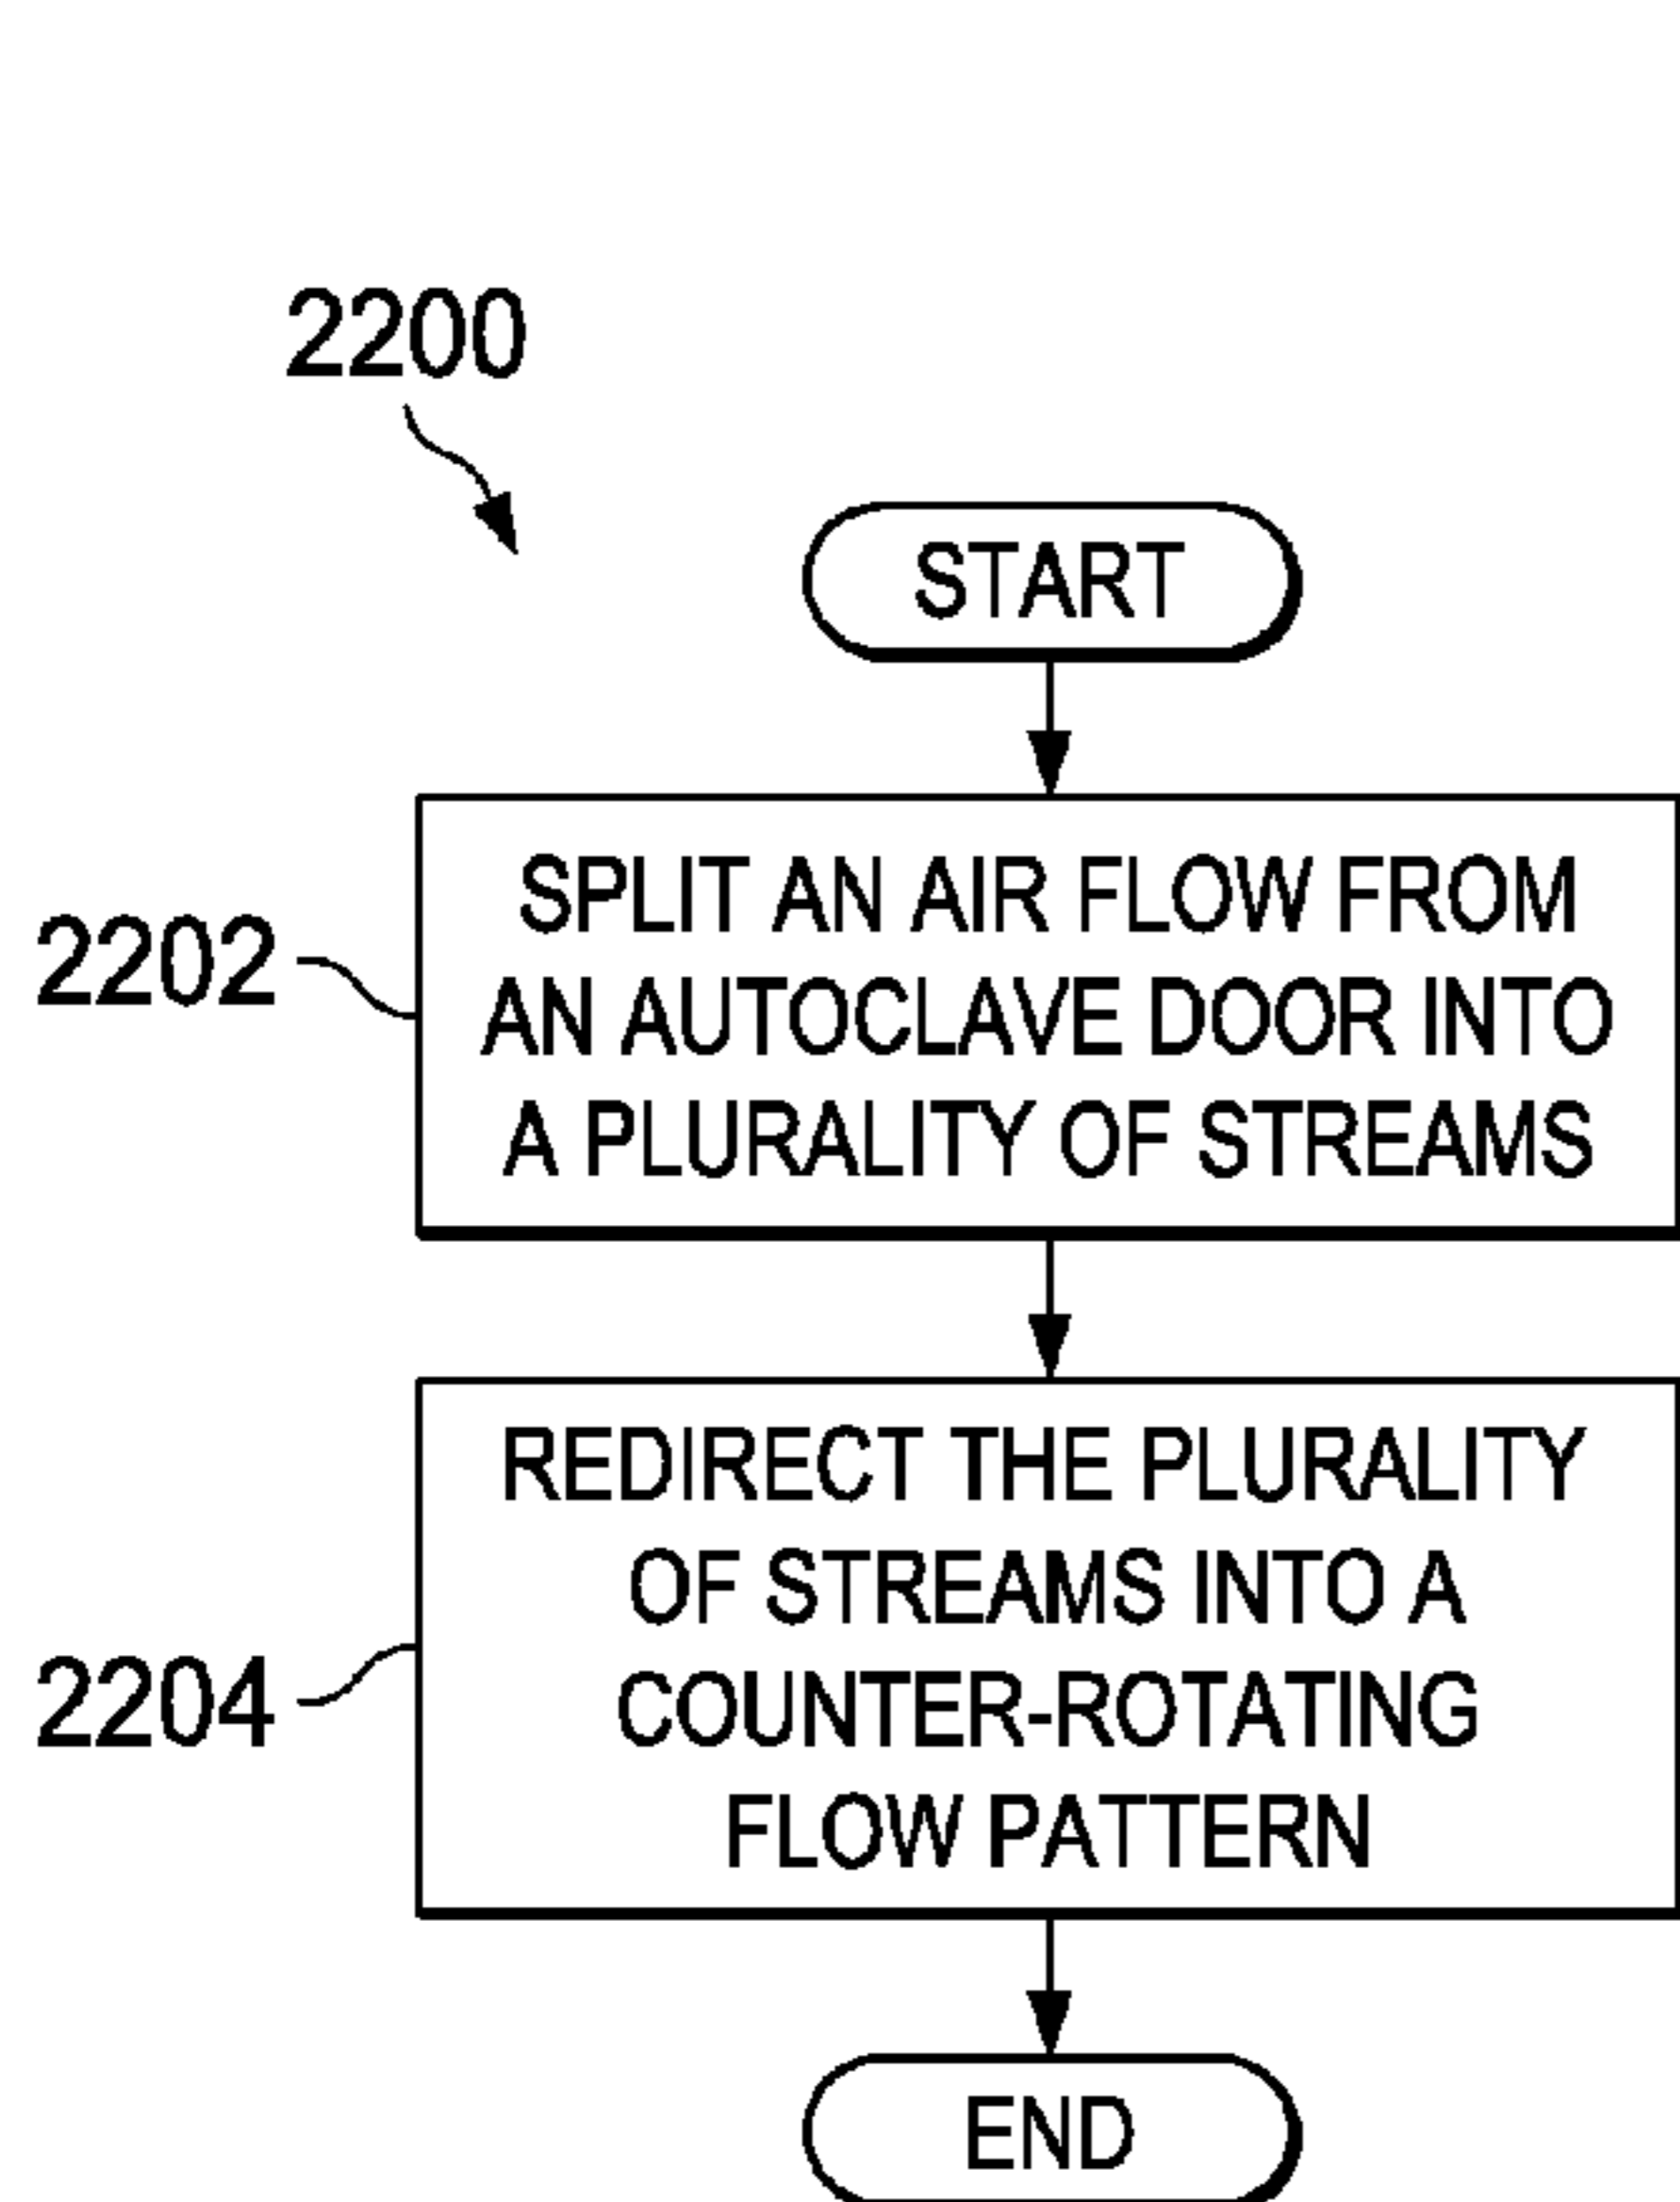 2200
START
2202
SPLIT AN AIR FLOW FROM
AN AUTOCLAVE DOOR INTO
A PLURALITY OF STREAMS
2204
REDIRECT THE PLURALITY
OF STREAMS INTO A
COUNTER-ROTATING
FLOW PATTERN
END